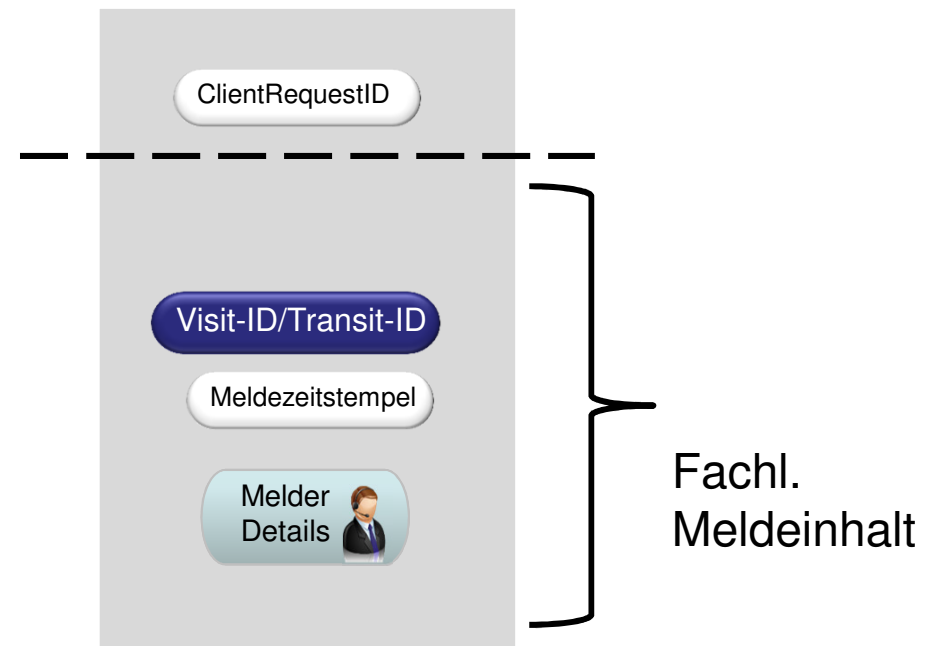 ClientRequestID
Visit-ID/Transit-ID
Meldezeitstempel
Melder
Details
Fachl.
Meldeinhalt